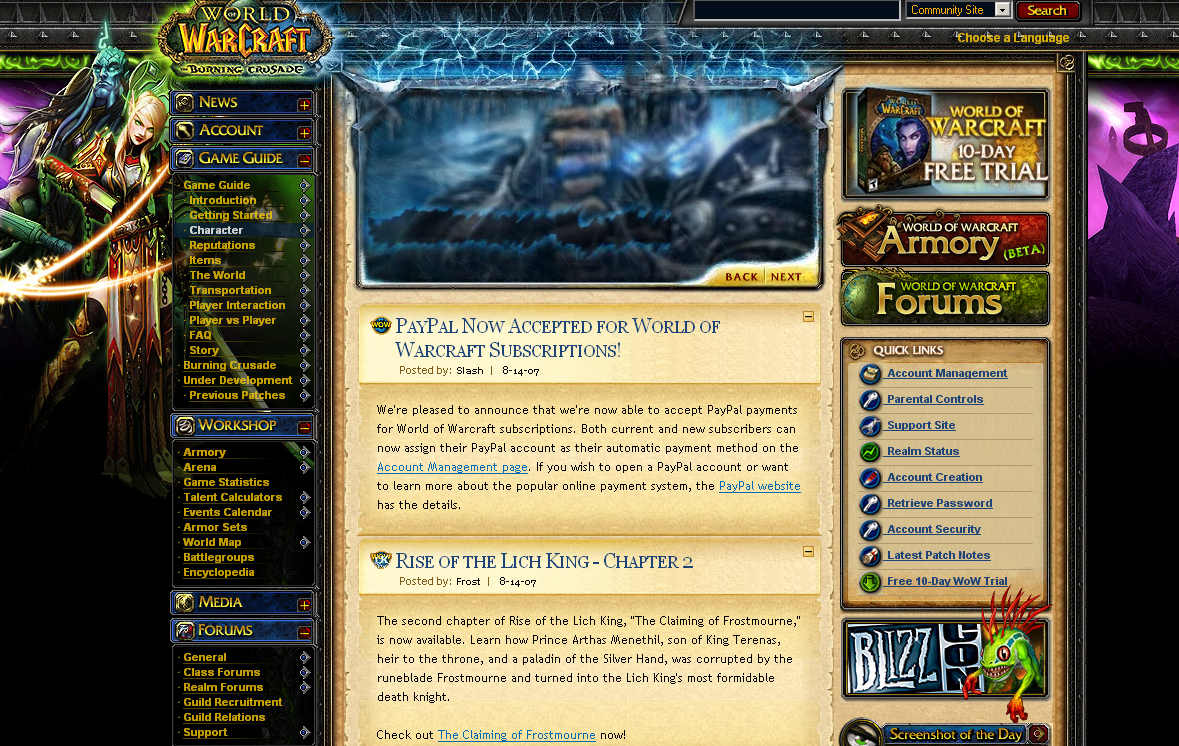 WORLD
WARCRAFT
BURNING CRUSADE
Community Site
Search
Choose a Language
NEWS
ACCOUNT
GAME GUIDE
Game Guide
Introduction
Getting Started
Character
Reputations
Items
The World
Transportation
Player Interaction
Player vs Player
FAQ
Story
Burning Crusade
Under Development
Previous Patches
WORKSHOP
Armory
Arena
Game Statistics
Talent Calculators
Events Calendar
Armor Sets
World Map
Battlegroups
Encyclopedia
MEDIA
FORUMS
General
Class Forums
Realm Forums
Guild Recruitment
Guild Relations
Support
BACK NEXT
WOW
PAYPAL NOW ACCEPTED FOR WORLD OF
WARCRAFT SUBSCRIPTIONS!
Posted by: Slash | 8-14-07
We're pleased to announce that we're now able to accept PayPal payments
for World of Warcraft subscriptions. Both current and new subscribers can
now assign their PayPal account as their automatic payment method on the
Account Management page. If you wish to open a PayPal account or want
to learn more about the popular online payment system, the PayPal website
has the details.
RISE OF THE LICH KING - CHAPTER 2
Posted by: Frost | 8-14-07
The second chapter of Rise of the Lich King, "The Claiming of Frostmourne,"
is now available. Learn how Prince Arthas Menethil, son of King Terenas,
heir to the throne, and a paladin of the Silver Hand, was corrupted by the
runeblade Frostmourne and turned into the Lich King's most formidable
death knight.
Check out The Claiming of Frostmourne now!
WARCRAFT
WORLD OF
WARCRAFT
10-DAY
FREE TRIAL
WORLD OF WARCRAFT
Armory (BETA)
WORLD OF WARCRAFT
Forums
QUICK LINKS
Account Management
Parental Controls
Support Site
Realm Status
Account Creation
Retrieve Password
Account Security
Latest Patch Notes
Free 10-Day WoW Trial
BLIZZCON
Screenshot of the Day